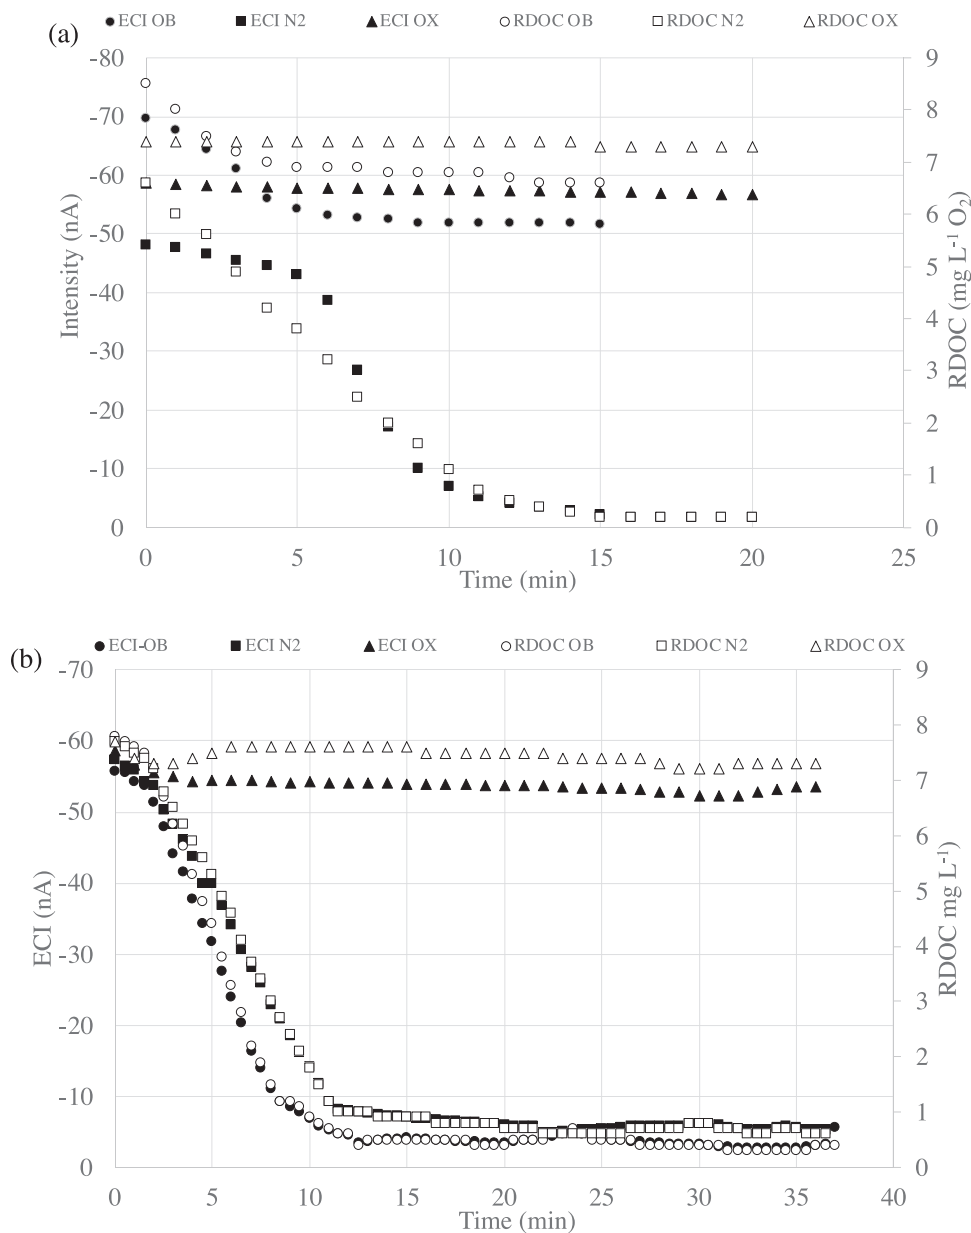 (a)
ECI OB ECI N2 ECI OX RDOC OB RDOC N2 RDOC OX
-80 9
-70 8
-60 7
-50 6
-40 5
-30 4
-20 3
-10 2
0 1
0
Intensity (nA)
RDOC (mg L⁻¹ O₂)
0 5 10 15 20 25
Time (min)
(b)
ECI-OB ECI N2 ECI OX RDOC OB RDOC N2 RDOC OX
-70 9
-60 8
-50 7
-40 6
-30 5
-20 4
-10 3
0 2
1
0
ECI (nA)
RDOC mg L⁻¹)
0 5 10 15 20 25 30 35 40
Time (min)